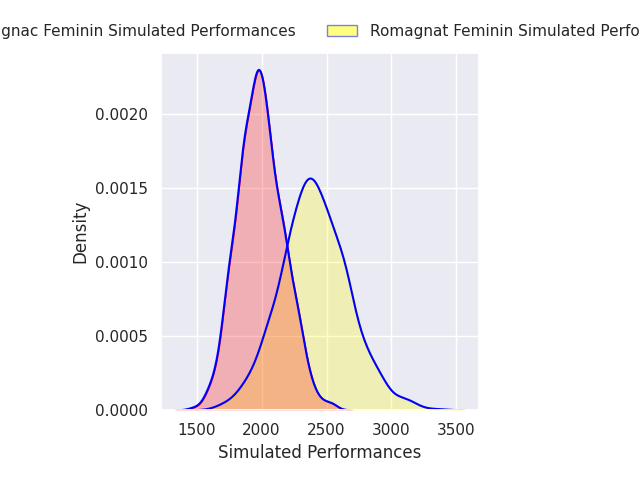 gnac Feminin Simulated Performances
Romagnat Feminin Simulated Perfo
0.0020
0.0015
0.0010
0.0005
0.0000
Density
1500 2000 2500 3000 3500
Simulated Performances